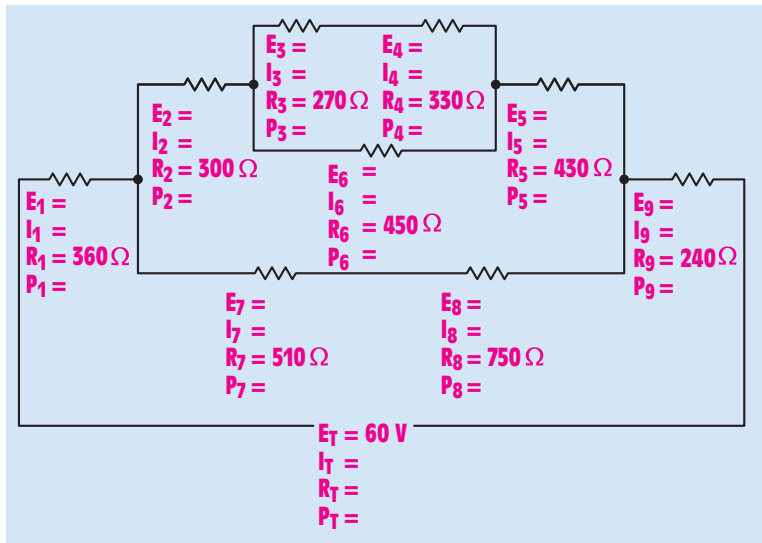 E3 =
I3 =
R3 = 270 Ω
P3 =
E4 =
I4 =
R4 = 330 Ω
P4 =
E2 =
I2 =
R2 = 300 Ω
P2 =
E5 =
I5 =
R5 = 430 Ω
P5 =
E6 =
I6 =
R6 = 450 Ω
P6 =
E1 =
I1 =
R1 = 360 Ω
P1 =
E9 =
I9 =
R9 = 240 Ω
P9 =
E7 =
I7 =
R7 = 510 Ω
P7 =
E8 =
I8 =
R8 = 750 Ω
P8 =
ET = 60 V
IT =
RT =
PT =